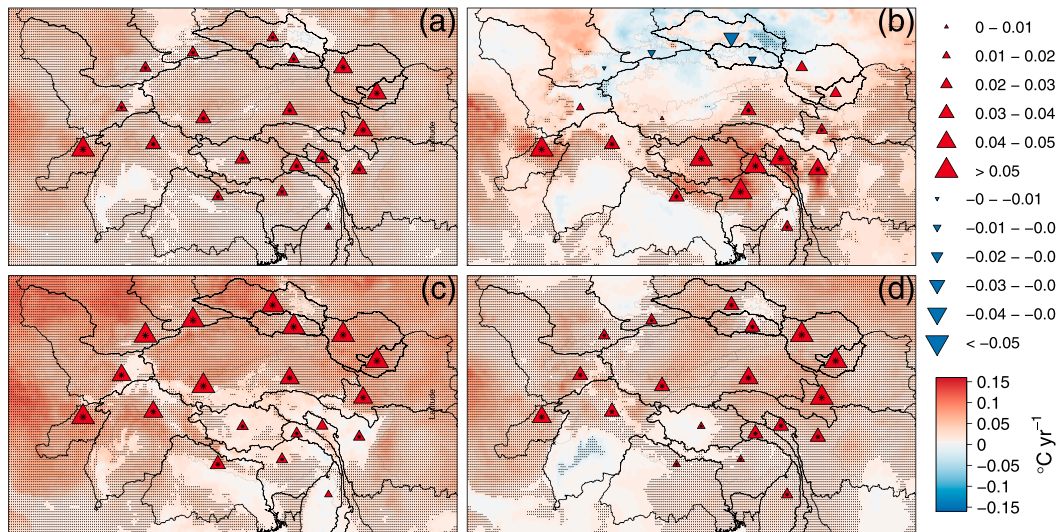 (a)
(b)
(c)
(d)
0 − 0.01
0.01 − 0.02
0.02 − 0.03
0.03 − 0.04
0.04 − 0.05
> 0.05
−0 − −0.01
−0.01 − −0.0
−0.02 − −0.0
−0.03 − −0.0
−0.04 − −0.0
< −0.05
0.15
0.1
0.05
0
−0.05
−0.1
−0.15
°C yr⁻¹